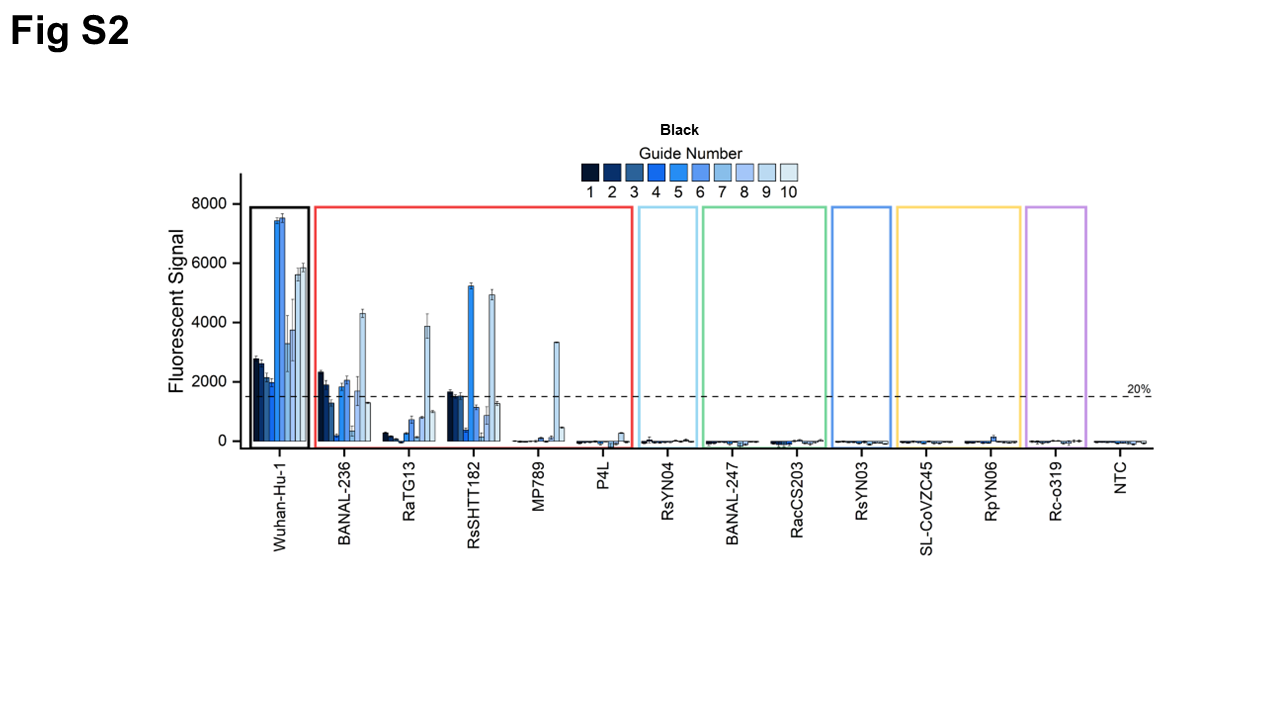 Fig S2
Black
Guide Number
1 2 3 4 5 6 7 8 9 10
Fluorescent Signal
8000
6000
4000
2000
0
20%
Wuhan-Hu-1
BANAL-236
RaTG13
RsSHTT182
MP789
P4L
RsYN04
BANAL-247
RacCS203
RsYN03
SL-CoVZC45
RpYN06
Rc-o319
NTC